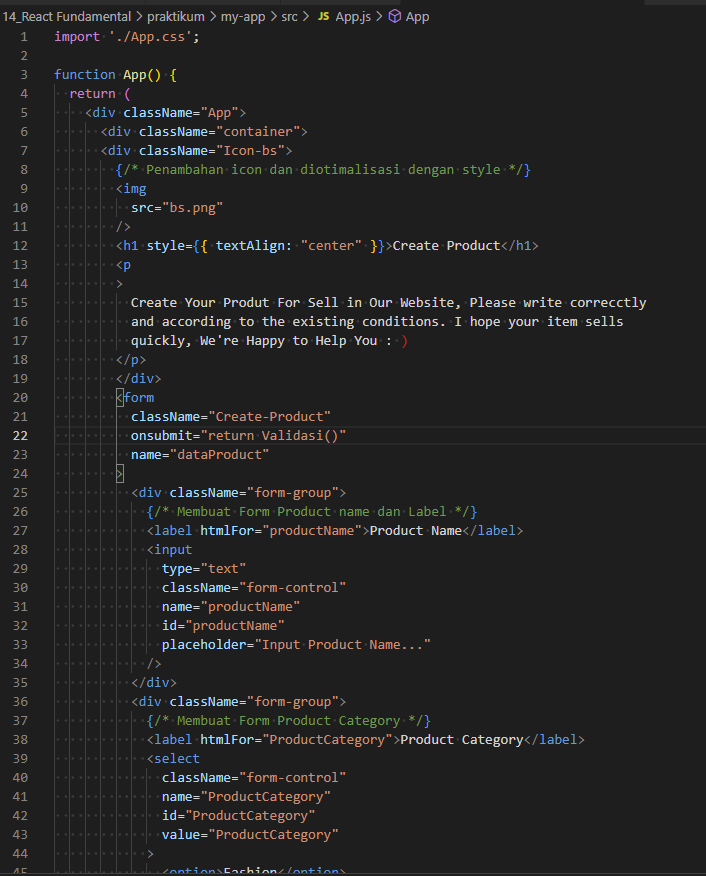 14_React Fundamental > praktikum > my-app > src > JS App.js > App
1 import './App.css';
2
3 function App() {
4 return (
5 <div className="App">
6 <div className="container">
7 <div className="Icon-bs">
8 {/* Penambahan icon dan diotimalisasi dengan style */}
9 <img
10 src="bs.png"
11 />
12 <h1 style={{ textAlign: "center" }}>Create Product</h1>
13 <p
14 >
15 Create Your Produt For Sell in Our Website, Please write correcctly
16 and according to the existing conditions. I hope your item sells
17 quickly, We're Happy to Help You : )
18 </p>
19 </div>
20 <form
21 className="Create-Product"
22 onsubmit="return Validasi()"
23 name="dataProduct"
24 >
25 <div className="form-group">
26 {/* Membuat Form Product name dan Label */}
27 <label htmlFor="productName">Product Name</label>
28 <input
29 type="text"
30 className="form-control"
31 name="productName"
32 id="productName"
33 placeholder="Input Product Name..."
34 />
35 </div>
36 <div className="form-group">
37 {/* Membuat Form Product Category */}
38 <label htmlFor="ProductCategory">Product Category</label>
39 <select
40 className="form-control"
41 name="ProductCategory"
42 id="ProductCategory"
43 value="ProductCategory"
44 >
45 <option>Fashion</option>